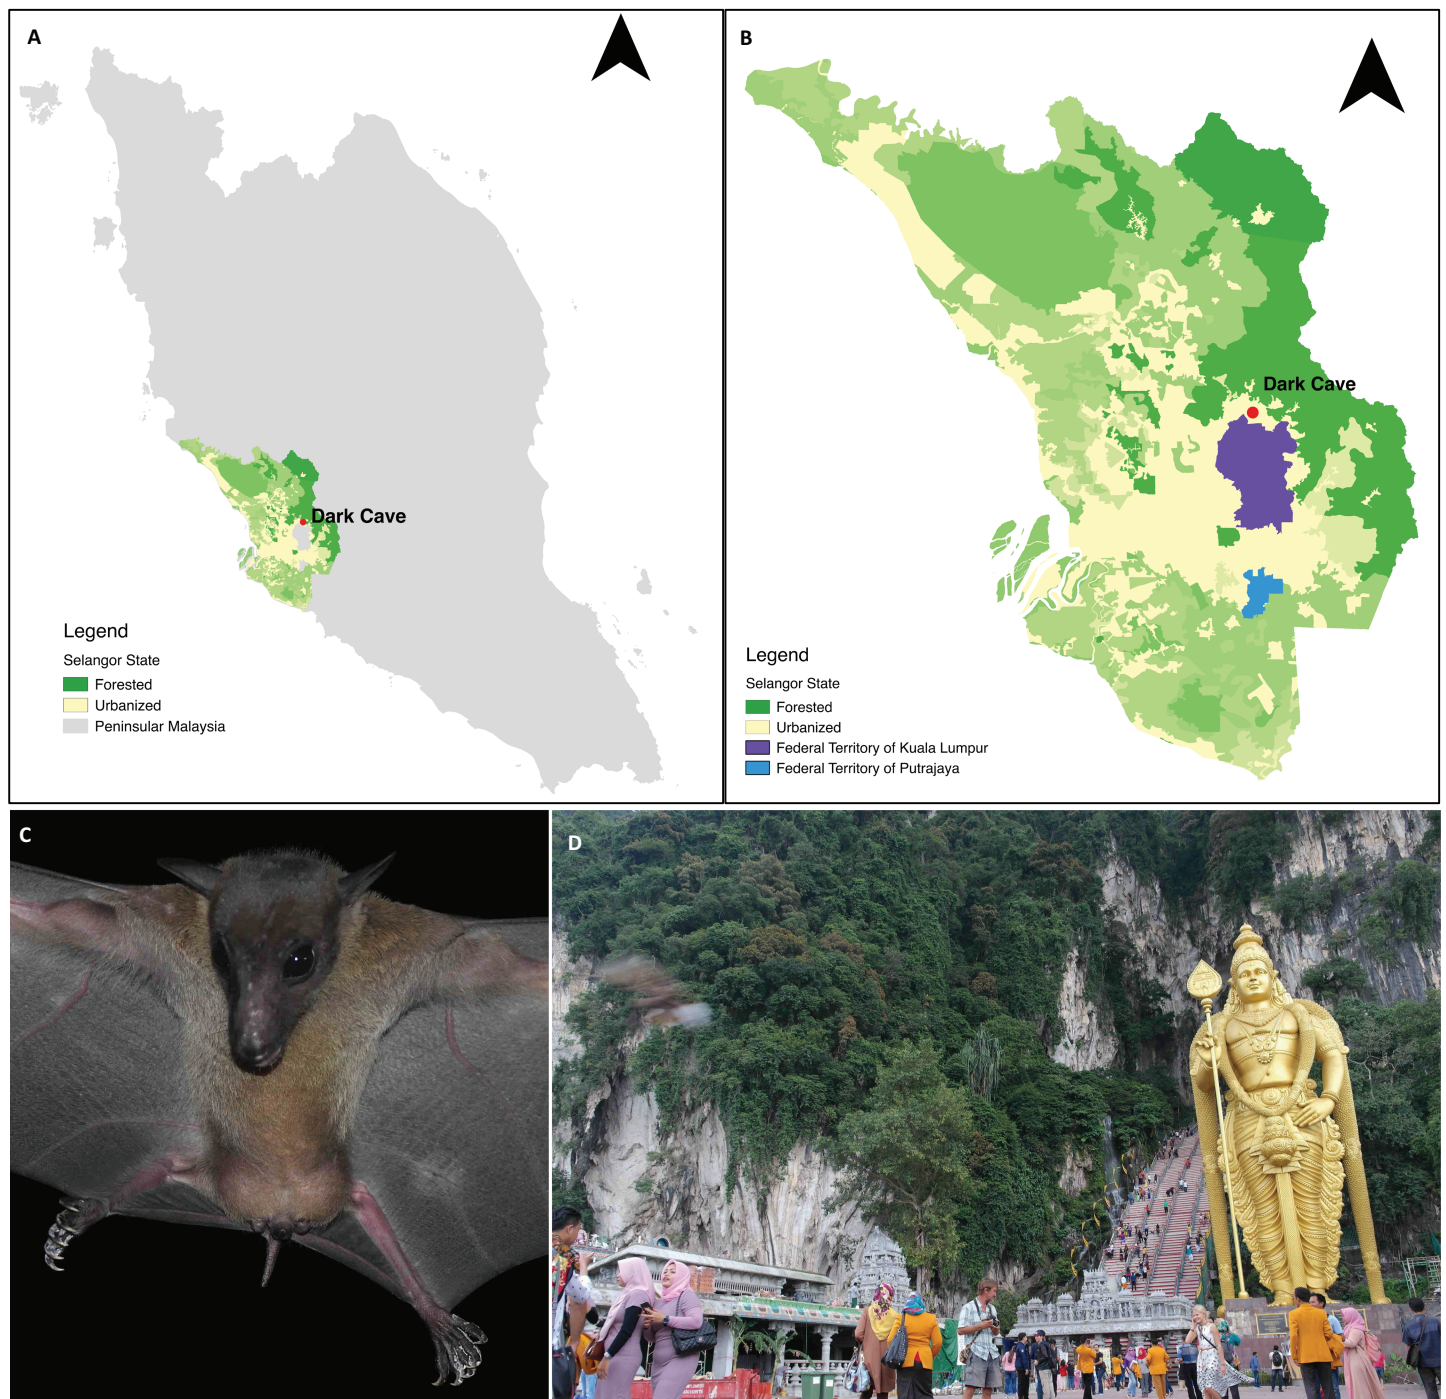 A
Dark Cave
Legend
Selangor State
Forested
Urbanized
Peninsular Malaysia
B
Dark Cave
Legend
Selangor State
Forested
Urbanized
Federal Territory of Kuala Lumpur
Federal Territory of Putrajaya
C
D